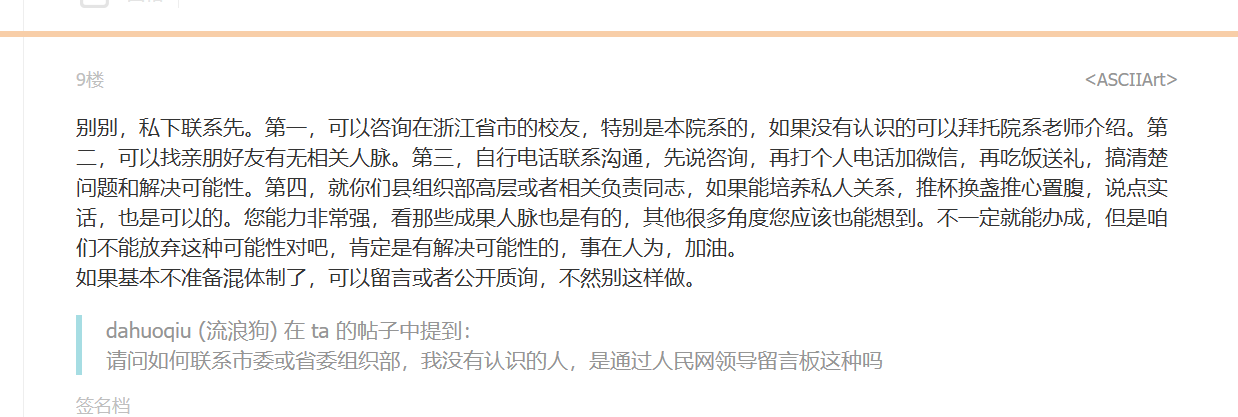 9楼
<ASCIIArt>
别别，私下联系先。第一，可以咨询在浙江省市的校友，特别是本院系的，如果没有认识的可以拜托院系老师介绍。第
二，可以找亲朋好友有无相关人脉。第三，自行电话联系沟通，先说咨询，再打个人电话加微信，再吃饭送礼，搞清楚
问题和解决可能性。第四，就你们县组织部高层或者相关负责同志，如果能培养私人关系，推杯换盏推心置腹，说点实
话，也是可以的。您能力非常强，看那些成果人脉也是有的，其他很多角度您应该也能想到。不一定就能办成，但是咱
们不能放弃这种可能性对吧，肯定是有解决可能性的，事在人为，加油。
如果基本不准备混体制了，可以留言或者公开质询，不然别这样做。
dahuoqiu (流浪狗) 在 ta 的帖子中提到：
请问如何联系市委或省委组织部，我没有认识的人，是通过人民网领导留言板这种吗
签名档